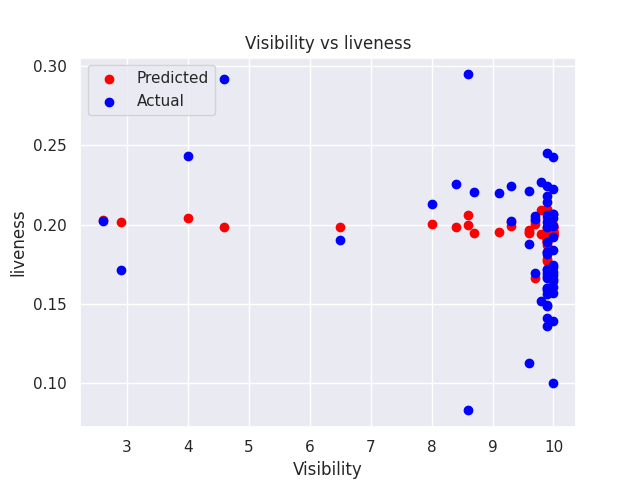 Visibility vs liveness
Predicted
Actual
0.30
0.25
0.20
0.15
0.10
liveness
3 4 5 6 7 8 9 10
Visibility